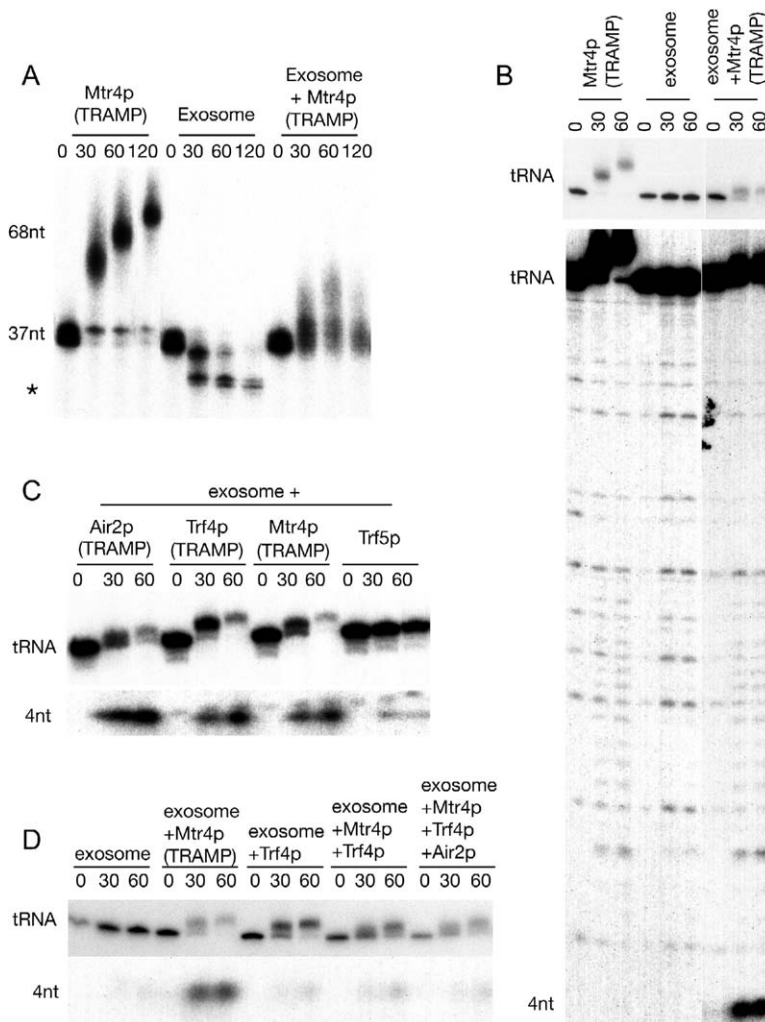 A
Mtr4p
(TRAMP)
Exosome
Exosome
+ Mtr4p
(TRAMP)
0 30 60 120 0 30 60 120 0 30 60 120
68nt
37nt
*
B
Mtr4p
(TRAMP)
exosome
exosome
+Mtr4p (TRAMP)
0 30 60 0 30 60 0 30 60
tRNA
tRNA
4nt
C
exosome +
Air2p
(TRAMP)
Trf4p
(TRAMP)
Mtr4p
(TRAMP)
Trf5p
0 30 60 0 30 60 0 30 60 0 30 60
tRNA
4nt
D
exosome
exosome
+Mtr4p
(TRAMP)
exosome
+Trf4p
exosome
+Mtr4p
+Trf4p
exosome
+Mtr4p
+Trf4p
+Air2p
0 30 60 0 30 60 0 30 60 0 30 60 0 30 60
tRNA
4nt